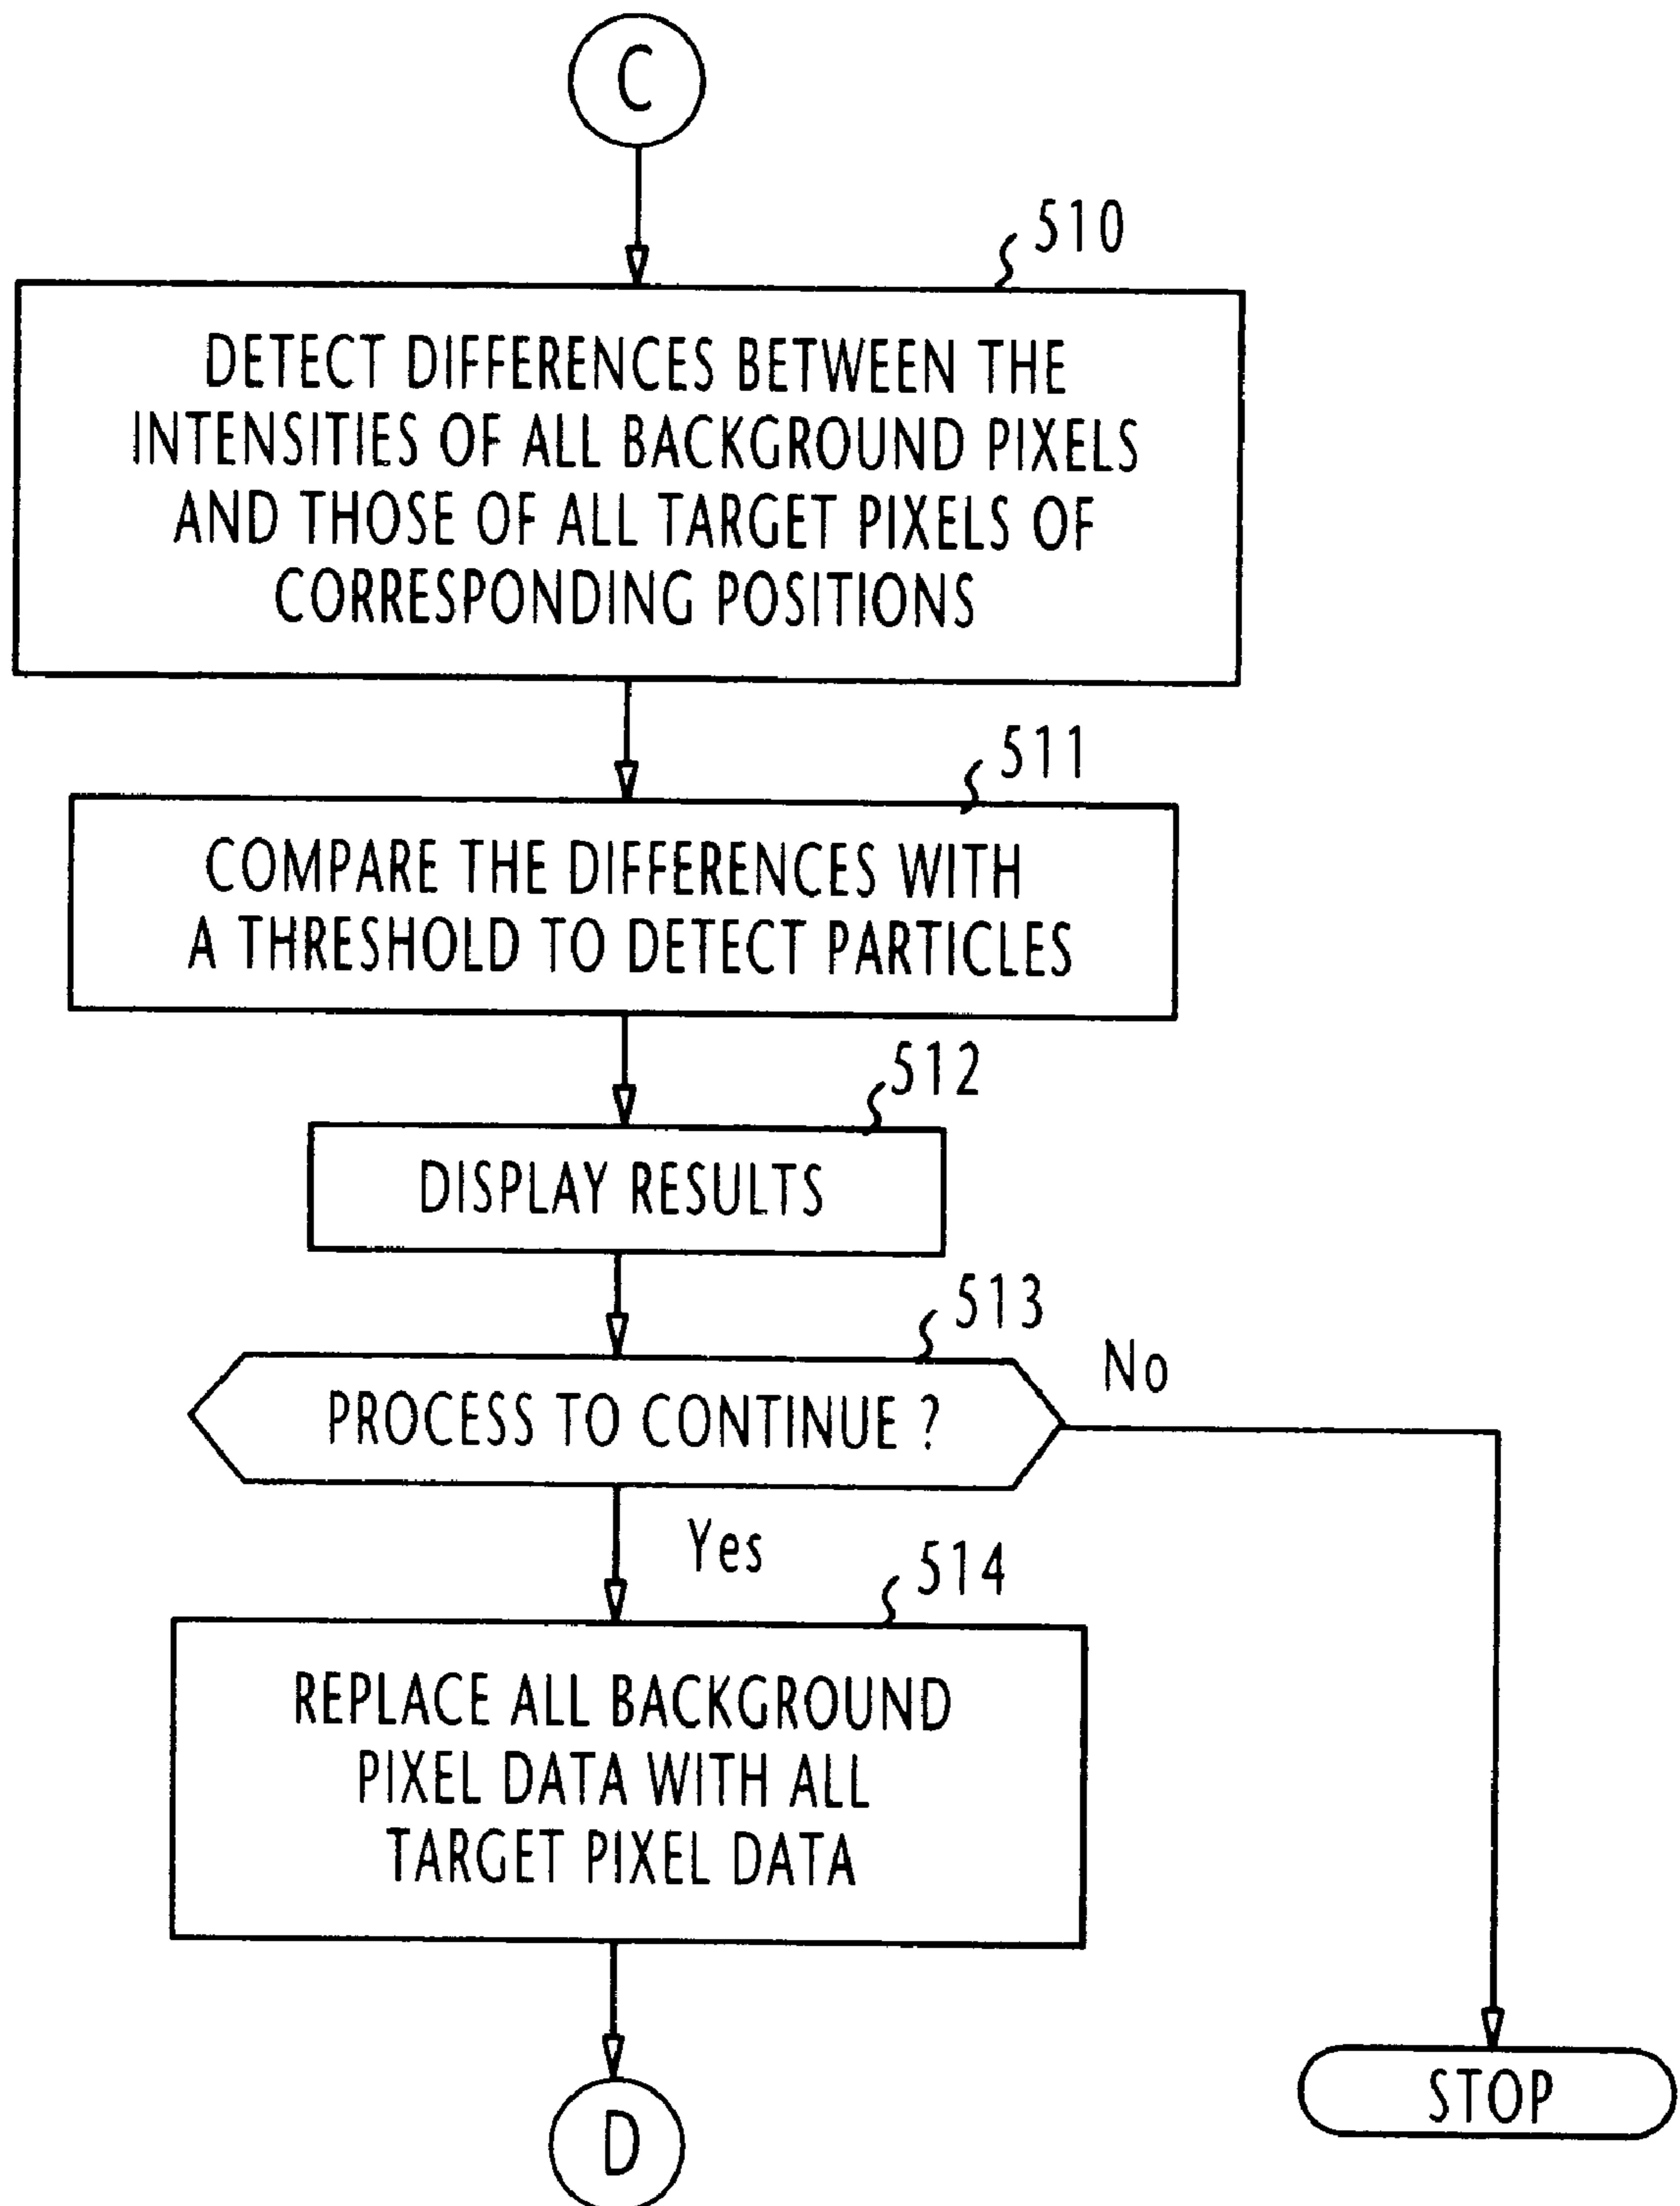 C
510
DETECT DIFFERENCES BETWEEN THE
INTENSITIES OF ALL BACKGROUND PIXELS
AND THOSE OF ALL TARGET PIXELS OF
CORRESPONDING POSITIONS
511
COMPARE THE DIFFERENCES WITH
A THRESHOLD TO DETECT PARTICLES
512
DISPLAY RESULTS
513
PROCESS TO CONTINUE ?
No
Yes
514
REPLACE ALL BACKGROUND
PIXEL DATA WITH ALL
TARGET PIXEL DATA
STOP
D